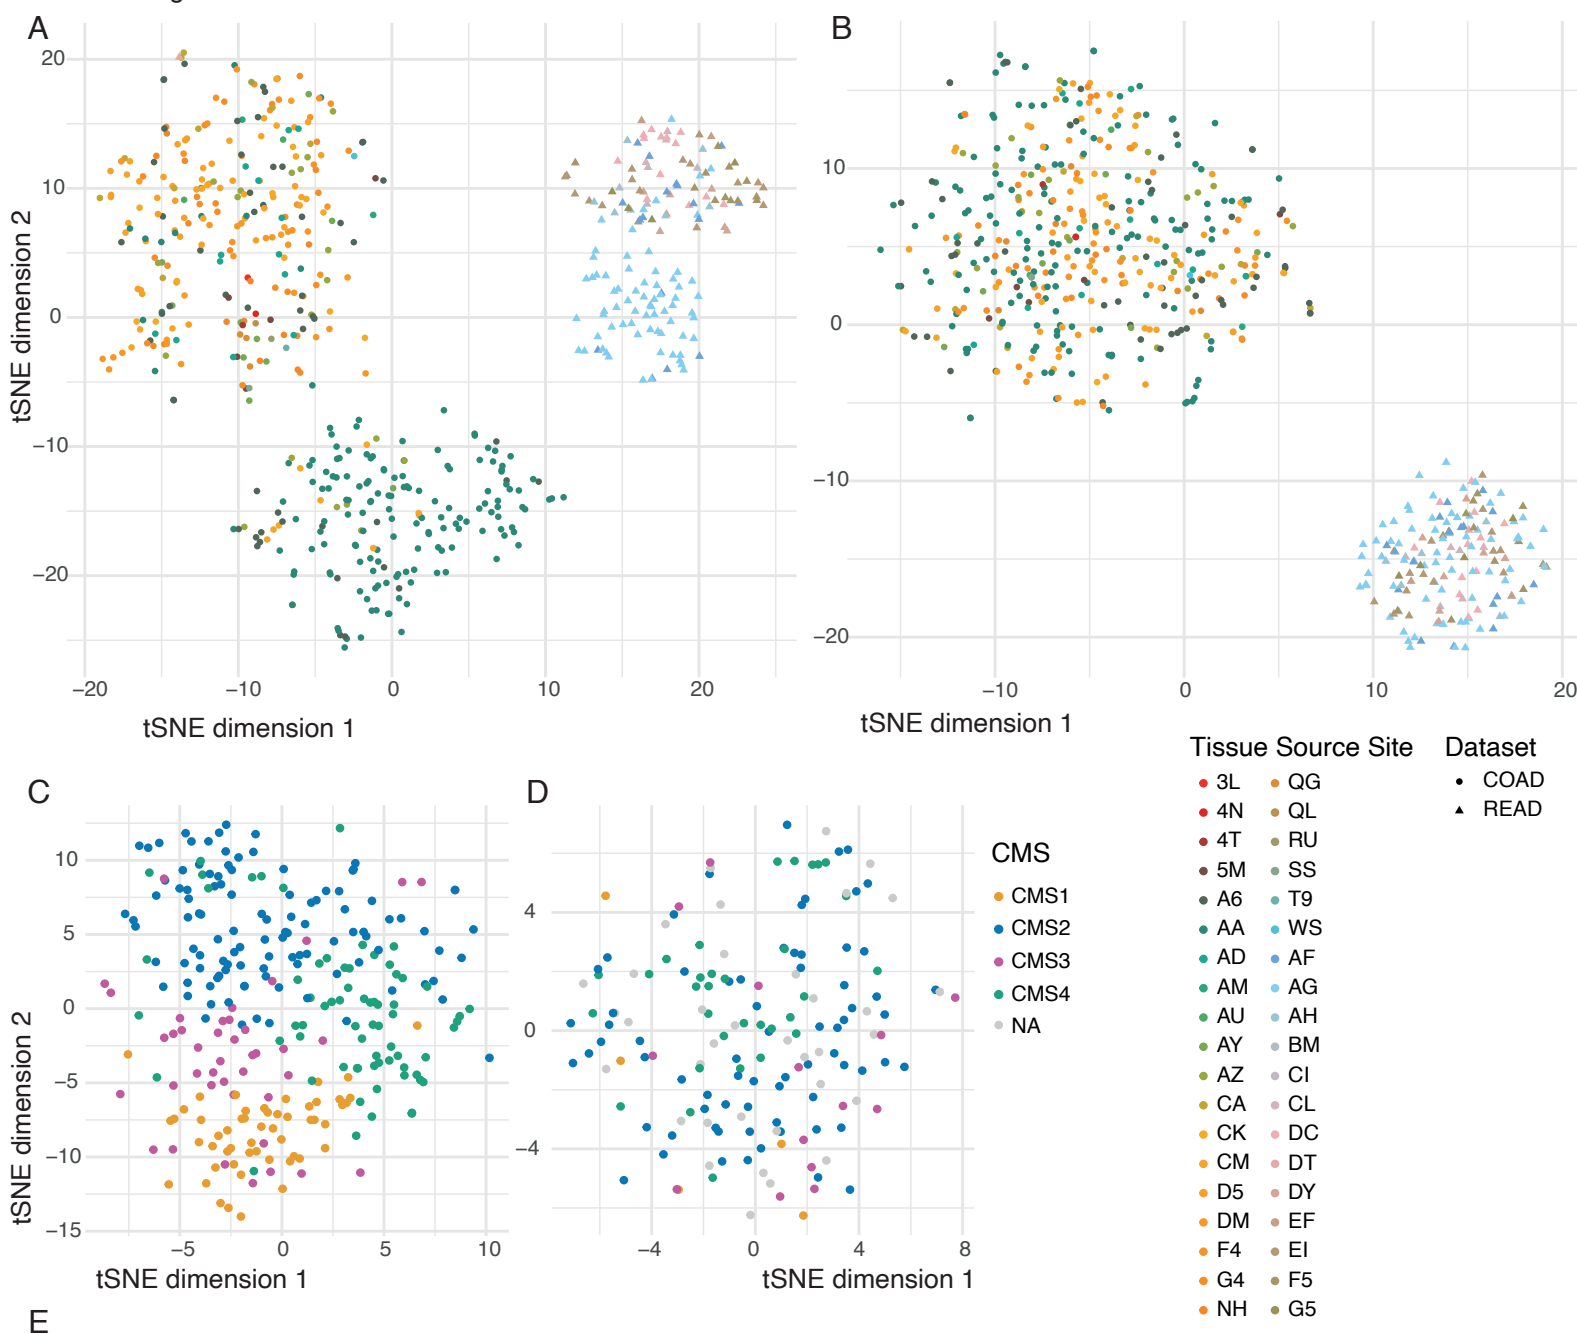 A
B
20
10
0
−10
−20
tSNE dimension 2
−20
−10
0
10
20
tSNE dimension 1
10
0
−10
−20
−10
0
10
20
tSNE dimension 1
Tissue Source Site
3L
4N
4T
5M
A6
AA
AD
AM
AU
AY
AZ
CA
CK
CM
D5
DM
F4
G4
NH
QG
QL
RU
SS
T9
WS
AF
AG
AH
BM
CI
CL
DC
DT
DY
EF
EI
F5
G5
Dataset
COAD
READ
C
10
5
0
−5
−10
−15
tSNE dimension 2
−5
0
5
10
tSNE dimension 1
D
4
0
−4
−4
0
4
8
tSNE dimension 1
CMS
CMS1
CMS2
CMS3
CMS4
NA
E